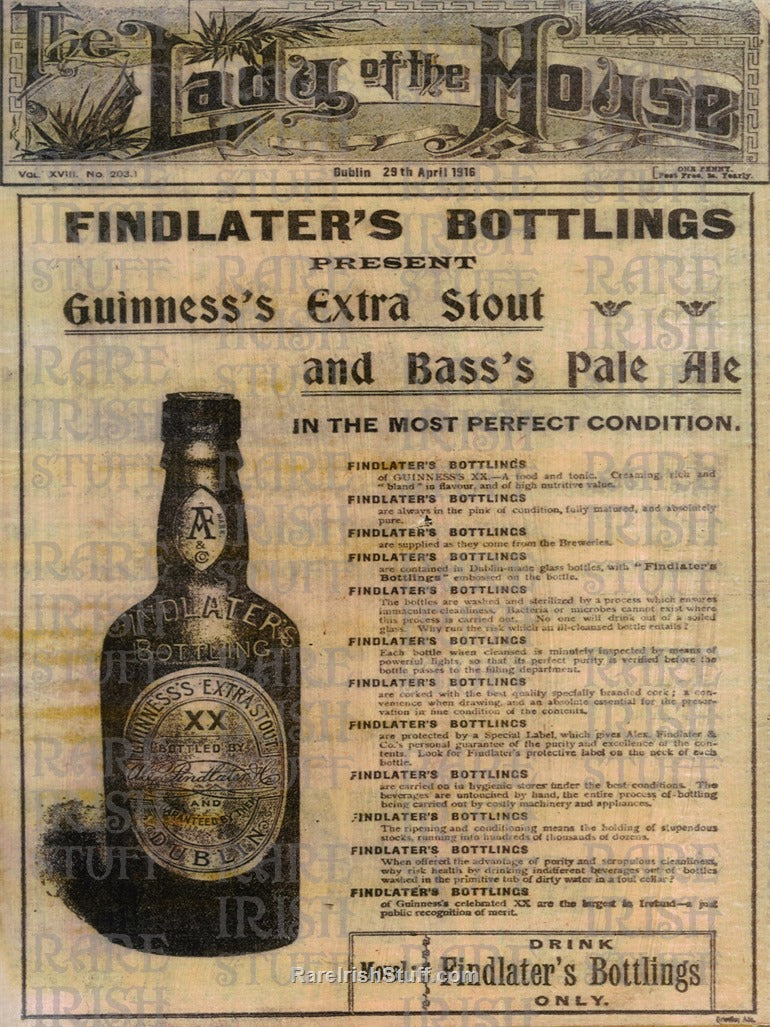 The Lady of the House
VOL. XVIII. No. 203.1
Dublin 29th April 1916
ONE PENNY.
Post Free, 2s. Yearly.
FINDLATER'S BOTTLINGS
PRESENT
Guinness's Extra Stout
and Bass's Pale Ale
IN THE MOST PERFECT CONDITION.
FINDLATER'S BOTTLINGS
of GUINNESS'S XX.—A food and tonic. Creaming, rich and
"bland" in flavour, and of high nutritive value.
FINDLATER'S BOTTLINGS
are always in the pink of condition, fully matured, and absolutely
pure.
FINDLATER'S BOTTLINGS
are supplied as they come from the Breweries.
FINDLATER'S BOTTLINGS
are contained in Dublin-made glass bottles, with "Findlater's
Bottlings" embossed on the bottle.
FINDLATER'S BOTTLINGS
The bottles are washed and sterilized by a process which ensures
immaculate cleanliness. Bacteria or microbes cannot exist where
this process is carried out. No one will drink out of a soiled
glass. Why run the risk which an ill-cleansed bottle entails?
FINDLATER'S BOTTLINGS
Each bottle when cleansed is minutely inspected by means of
powerful lights, so that its perfect purity is verified before the
bottle passes to the filling department.
FINDLATER'S BOTTLINGS
are corked with the best quality specially branded cork; a con-
venience when drawing, and an absolute essential for the preser-
vation in fine condition of the contents.
FINDLATER'S BOTTLINGS
are protected by a Special Label, which gives Alex. Findlater &
Co.'s personal guarantee of the purity and excellence of the con-
tents. Look for Findlater's protective label on the neck of each
bottle.
FINDLATER'S BOTTLINGS
are carried on in hygienic stores under the best conditions. The
beverages are untouched by hand, the entire process of bottling
being carried out by costly machinery and appliances.
FINDLATER'S BOTTLINGS
The ripening and conditioning means the holding of stupendous
stocks, running into hundreds of thousands of dozens.
FINDLATER'S BOTTLINGS
When offered the advantage of purity and scrupulous cleanliness,
why risk health by drinking indifferent beverages out of bottles
washed in the primitive tub of dirty water in a foul cellar?
FINDLATER'S BOTTLINGS
of Guinness's celebrated XX are the largest in Ireland—a just
public recognition of merit.
AF
& Co
FINDLATER'S
BOTTLING
GUINNESS'S EXTRA STOUT
XX
BOTTLED BY
Alex. Findlater & Co
AND
GUARANTEED BY
DUBLIN
Moral:
DRINK
Findlater's Bottlings
ONLY.
RareIrishStuff.com
RARE
IRISH
STUFF